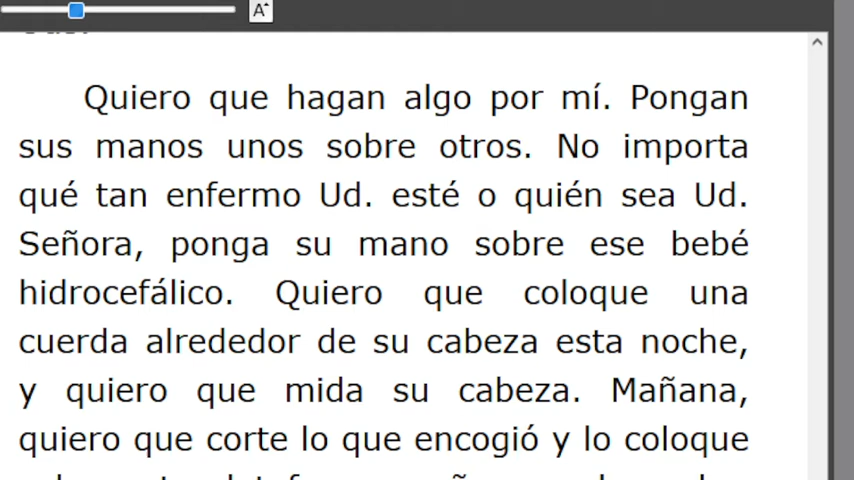 A
Quiero que hagan algo por mí. Pongan
sus manos unos sobre otros. No importa
qué tan enfermo Ud. esté o quién sea Ud.
Señora, ponga su mano sobre ese bebé
hidrocefálico. Quiero que coloque una
cuerda alrededor de su cabeza esta noche,
y quiero que mida su cabeza. Mañana,
quiero que corte lo que encogió y lo coloque